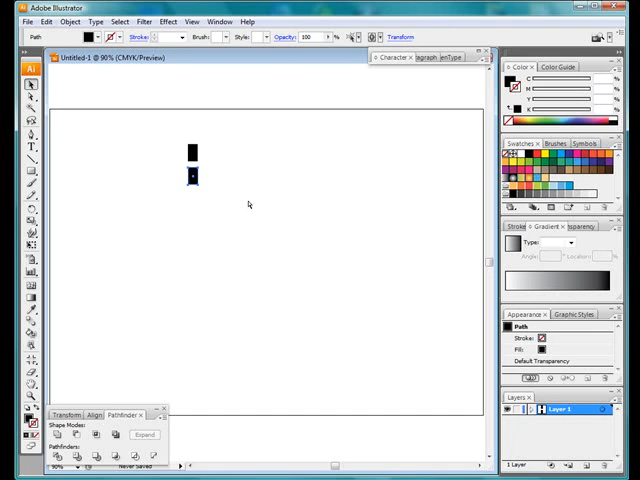 Adobe Illustrator
File Edit Object Type Select Filter Effect View Window Help
Path
Stroke:
Brush:
Style:
Opacity: 100
Transform
Untitled-1 @ 90% (CMYK/Preview)
Character
Color
Color Guide
C
M
Y
K
%
%
%
%
Swatches
Brushes
Symbols
Stroke
Gradient
Type:
Angle:
Location:
Appearance
Graphic Styles
Path
Stroke:
Fill:
Default Transparency
Layers
Layer 1
1 Layer
Transform
Align
Pathfinder
Shape Modes:
Expand
Pathfinders:
90%
Never Saved
Ai
T